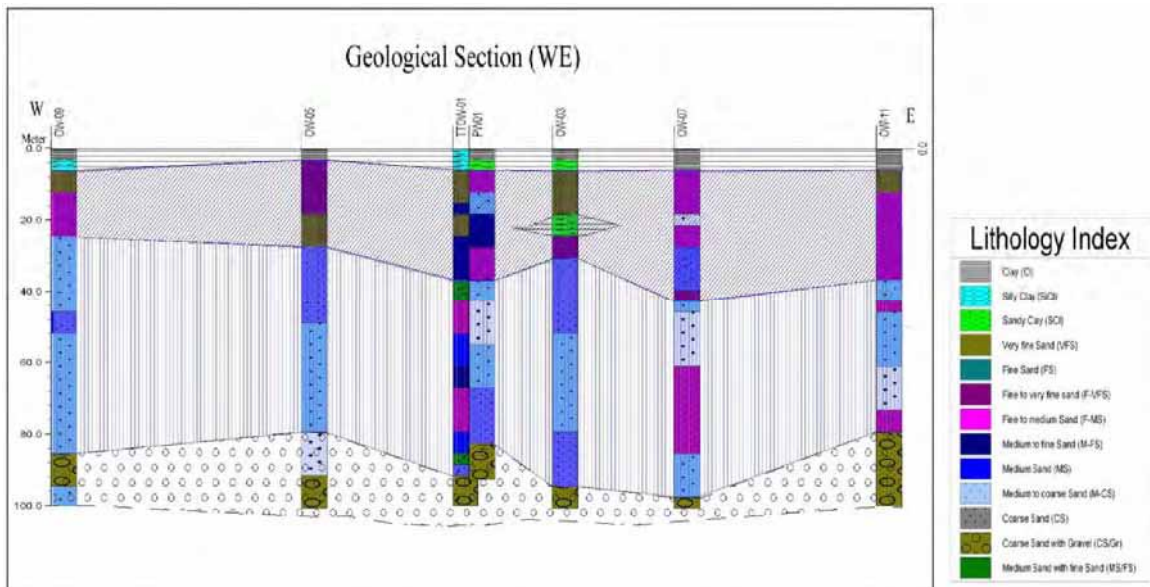 Geological Section (WE)
W
E
Meter
OW-09
OW-05
TTOW-01
PW01
OW-03
OW-07
OW-11
0.0
0.0
20.0
40.0
60.0
80.0
100.0
Lithology Index
Clay (Cl)
Silty Clay (SiCl)
Sandy Clay (SCl)
Very fine Sand (VFS)
Fine Sand (FS)
Fine to very fine sand (F-VFS)
Fine to medium Sand (F-MS)
Medium to fine Sand (M-FS)
Medium Sand (MS)
Medium to coarse Sand (M-CS)
Coarse Sand (CS)
Coarse Sand with Gravel (CS/Gr)
Medium Sand with fine Sand (MS/FS)